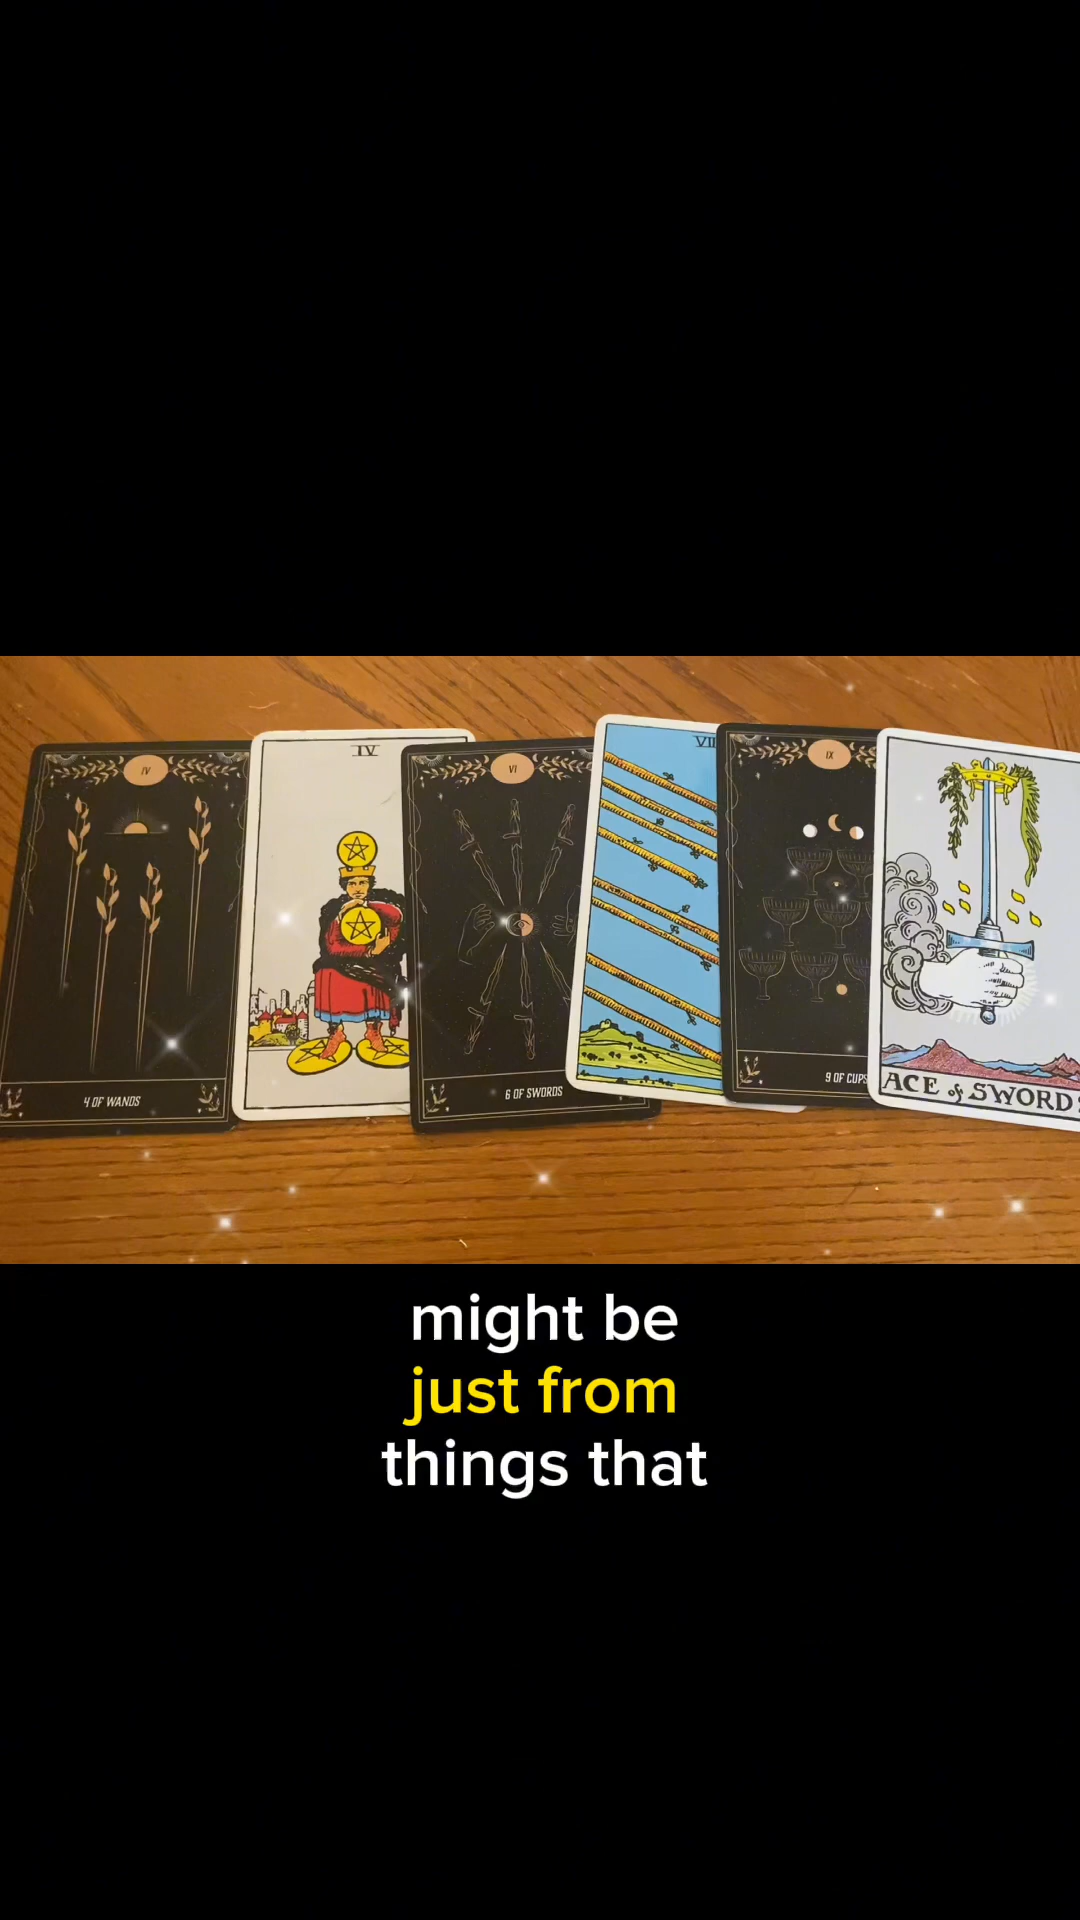 IV
IV
VI
VII
IX
4 OF WANDS
6 OF SWORDS
9 OF CUPS
ACE of SWORDS
might be
just from
things that